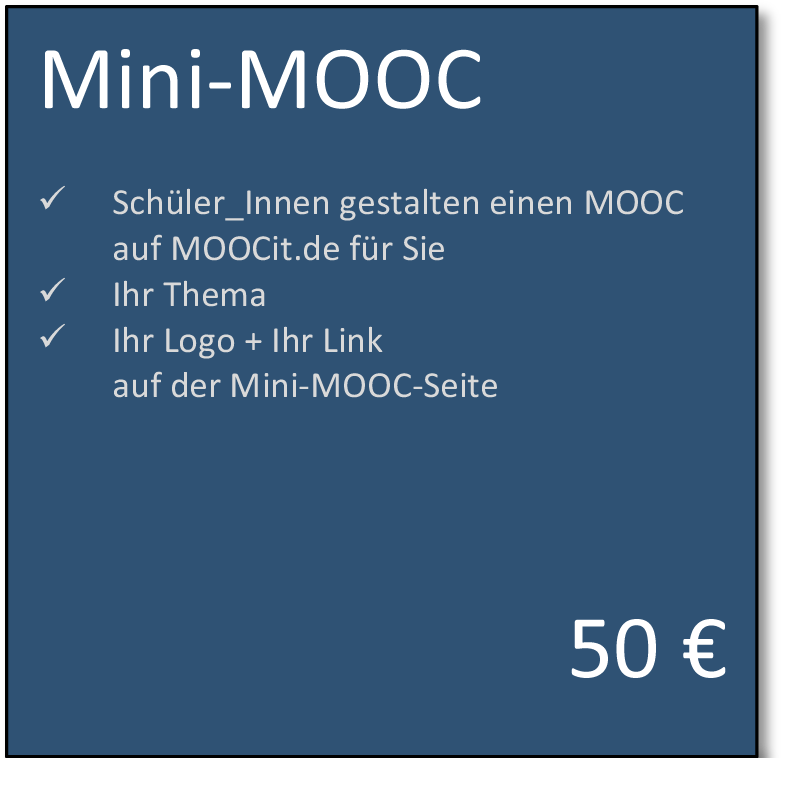 Mini-MOOC
✓ Schüler_Innen gestalten einen MOOC
auf MOOCit.de für Sie
✓ Ihr Thema
✓ Ihr Logo + Ihr Link
auf der Mini-MOOC-Seite
50 €